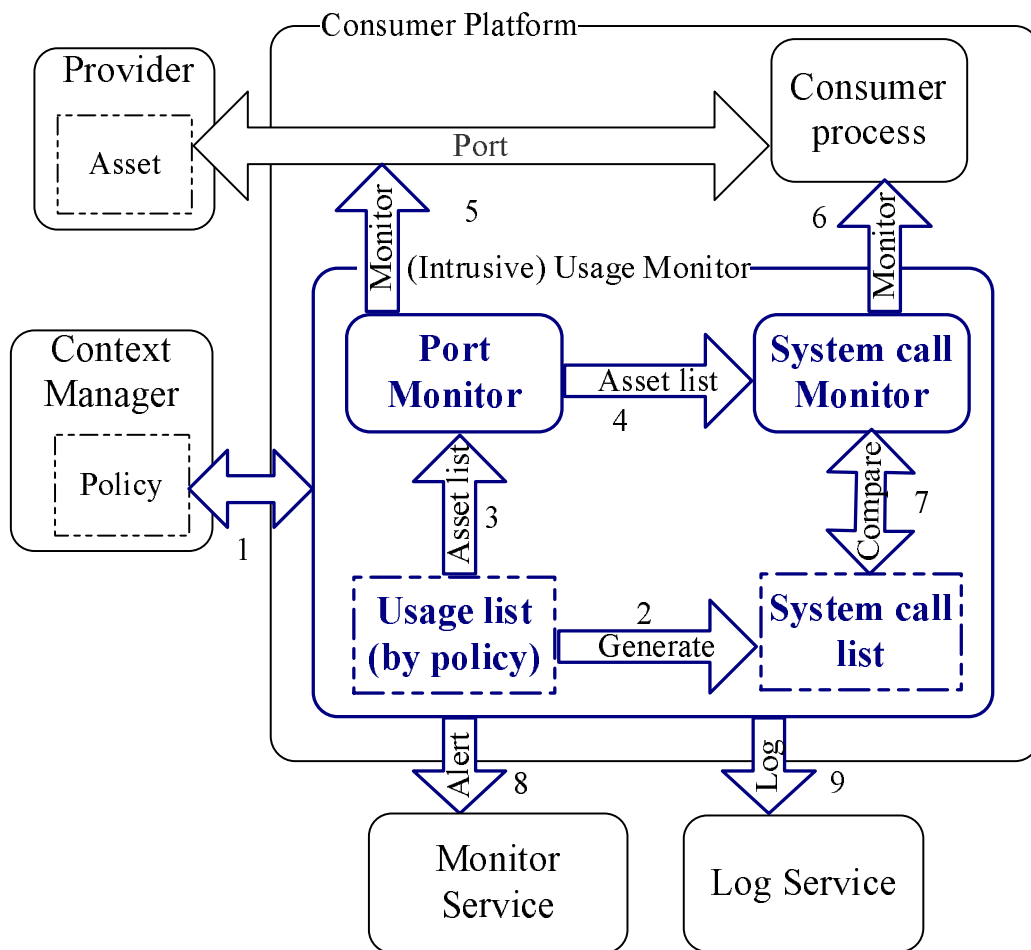 Consumer Platform
Provider
Asset
Port
Consumer
process
Monitor
5
6
Monitor
(Intrusive) Usage Monitor
Context
Manager
Policy
1
Port
Monitor
Asset list
4
System call
Monitor
Asset list
3
Compare
7
Usage list
(by policy)
2
Generate
System call
list
Alert
8
Log
9
Monitor
Service
Log Service